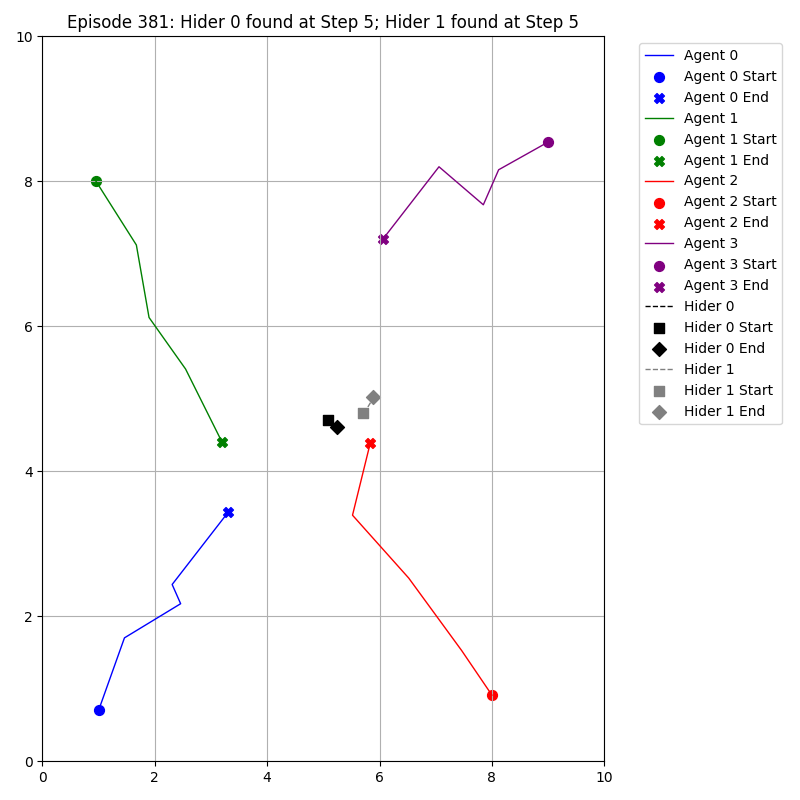 Episode 381: Hider 0 found at Step 5; Hider 1 found at Step 5
10
8
6
4
2
0
0
2
4
6
8
10
Agent 0
Agent 0 Start
Agent 0 End
Agent 1
Agent 1 Start
Agent 1 End
Agent 2
Agent 2 Start
Agent 2 End
Agent 3
Agent 3 Start
Agent 3 End
Hider 0
Hider 0 Start
Hider 0 End
Hider 1
Hider 1 Start
Hider 1 End